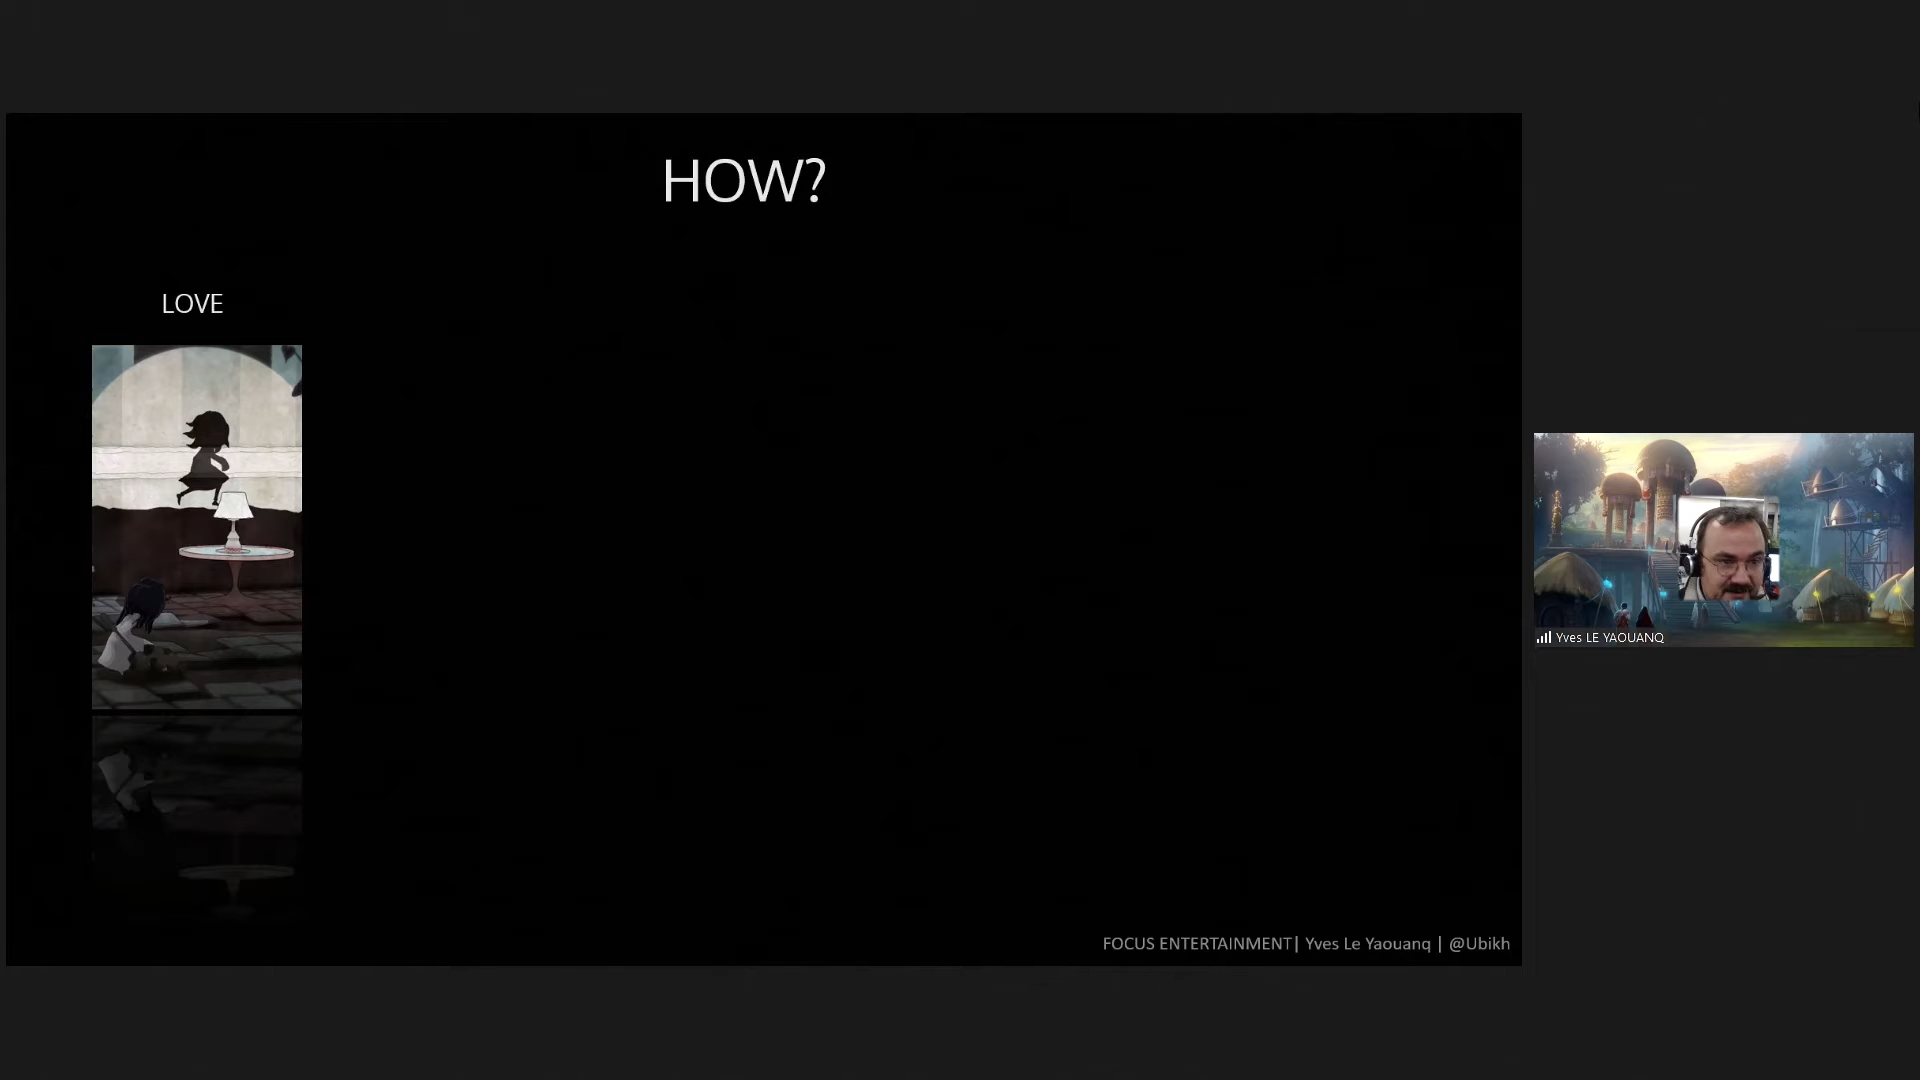 HOW?
LOVE
Yves LE YAOUANQ
FOCUS ENTERTAINMENT| Yves Le Yaouanq | @Ubikh